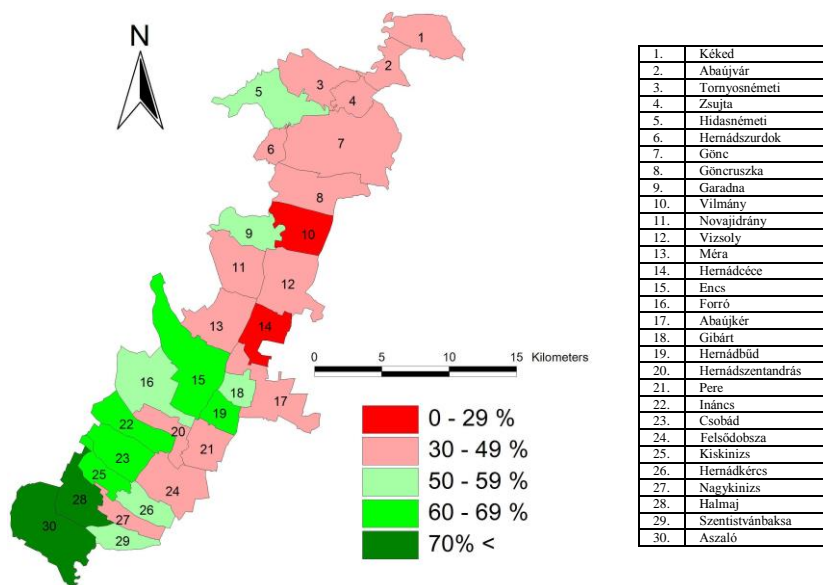 N
1
2
3
4
5
6
7
8
9
10
11
12
13
14
15
16
17
18
19
20
21
22
23
24
25
26
27
28
29
30
0 5 10 15 Kilometers
0 - 29 %
30 - 49 %
50 - 59 %
60 - 69 %
70% <
1. Kéked
2. Abaújvár
3. Tornyosnémeti
4. Zsujta
5. Hidasnémeti
6. Hernádszurdok
7. Gönc
8. Göncruszka
9. Garadna
10. Vilmány
11. Novajidrány
12. Vizsoly
13. Méra
14. Hernádcéce
15. Encs
16. Forró
17. Abaújkér
18. Gibárt
19. Hernádbűd
20. Hernádszentandrás
21. Pere
22. Ináncs
23. Csobád
24. Felsődobsza
25. Kiskinizs
26. Hernádkércs
27. Nagykinizs
28. Halmaj
29. Szentistvánbaksa
30. Aszaló